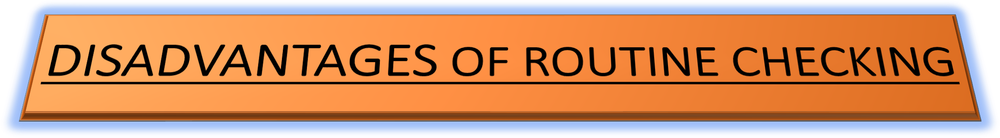 DISADVANTAGES OF ROUTINE CHECKING